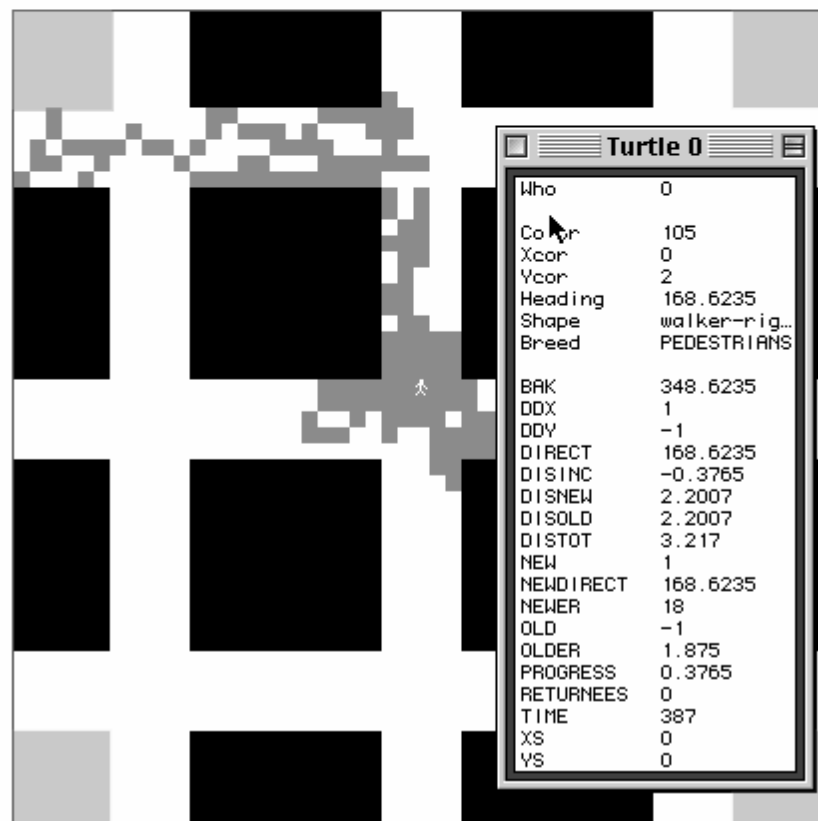 Turtle 0
Who 0
Color 105
Xcor 0
Ycor 2
Heading 168.6235
Shape walker-rig…
Breed PEDESTRIANS
BAK 348.6235
DDX 1
DDY -1
DIRECT 168.6235
DISINC -0.3765
DISNEW 2.2007
DISOLD 2.2007
DISTOT 3.217
NEW 1
NEWDIRECT 168.6235
NEWER 18
OLD -1
OLDER 1.875
PROGRESS 0.3765
RETURNEES 0
TIME 387
XS 0
YS 0